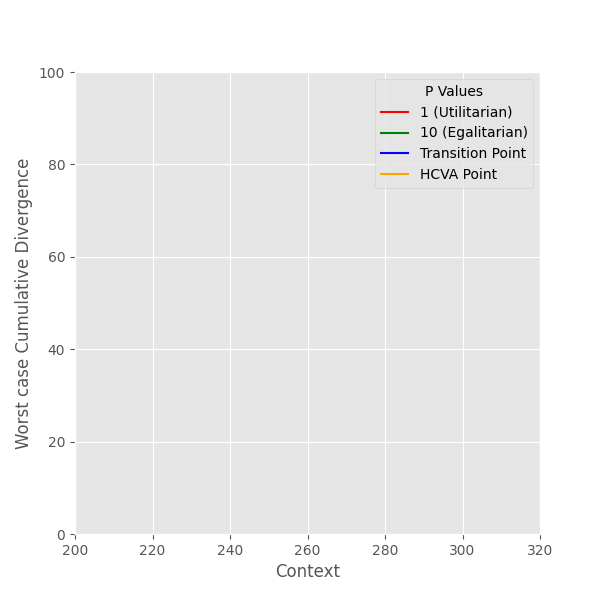 100
80
60
40
20
0
200 220 240 260 280 300 320
Worst case Cumulative Divergence
Context
P Values
1 (Utilitarian)
10 (Egalitarian)
Transition Point
HCVA Point